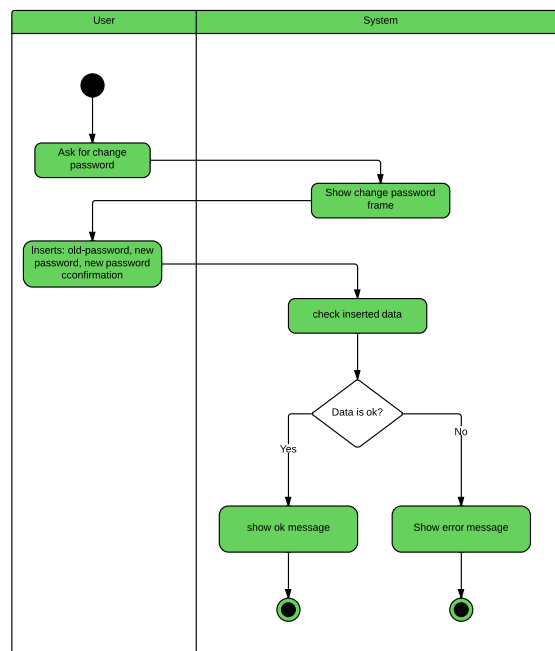 User
System
Ask for change
password
Show change password
frame
Inserts: old-password, new
password, new password
cconfirmation
check inserted data
Data is ok?
No
Yes
show ok message
Show error message